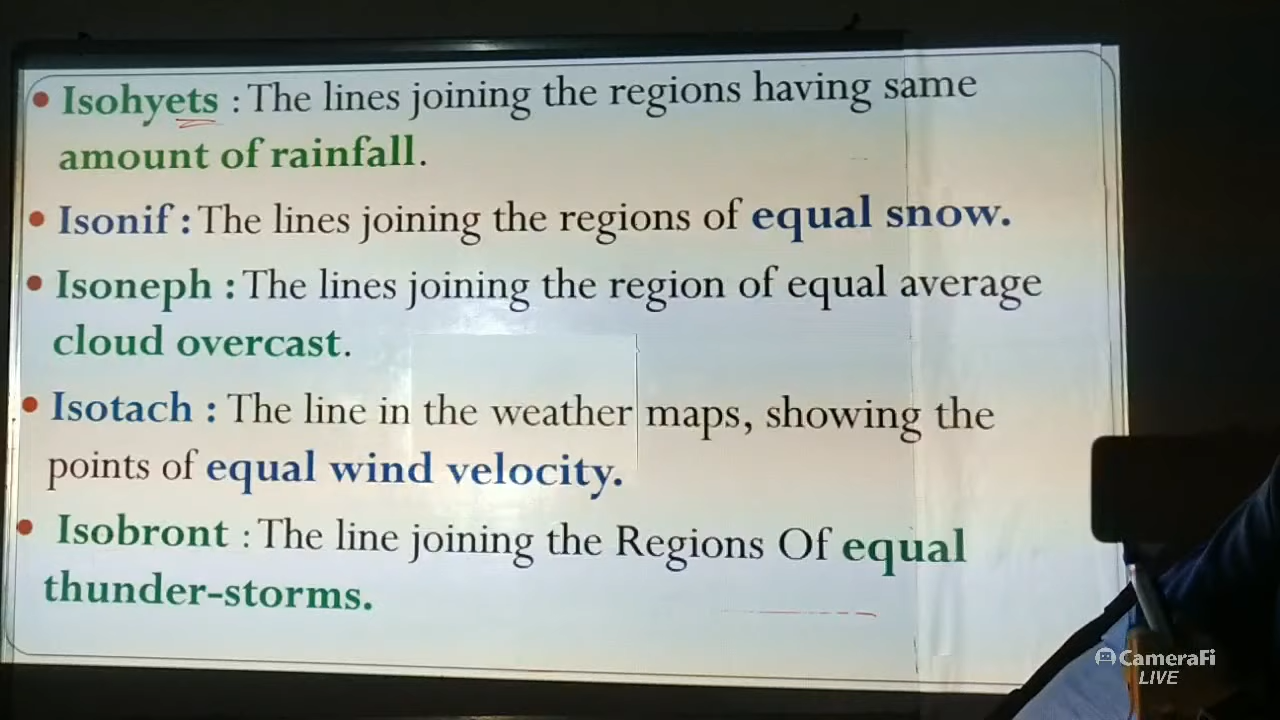 • Isohyets : The lines joining the regions having same
amount of rainfall.
• Isonif : The lines joining the regions of equal snow.
• Isoneph : The lines joining the region of equal average
cloud overcast.
• Isotach : The line in the weather maps, showing the
points of equal wind velocity.
• Isobront : The line joining the Regions Of equal
thunder-storms.
CameraFi
LIVE